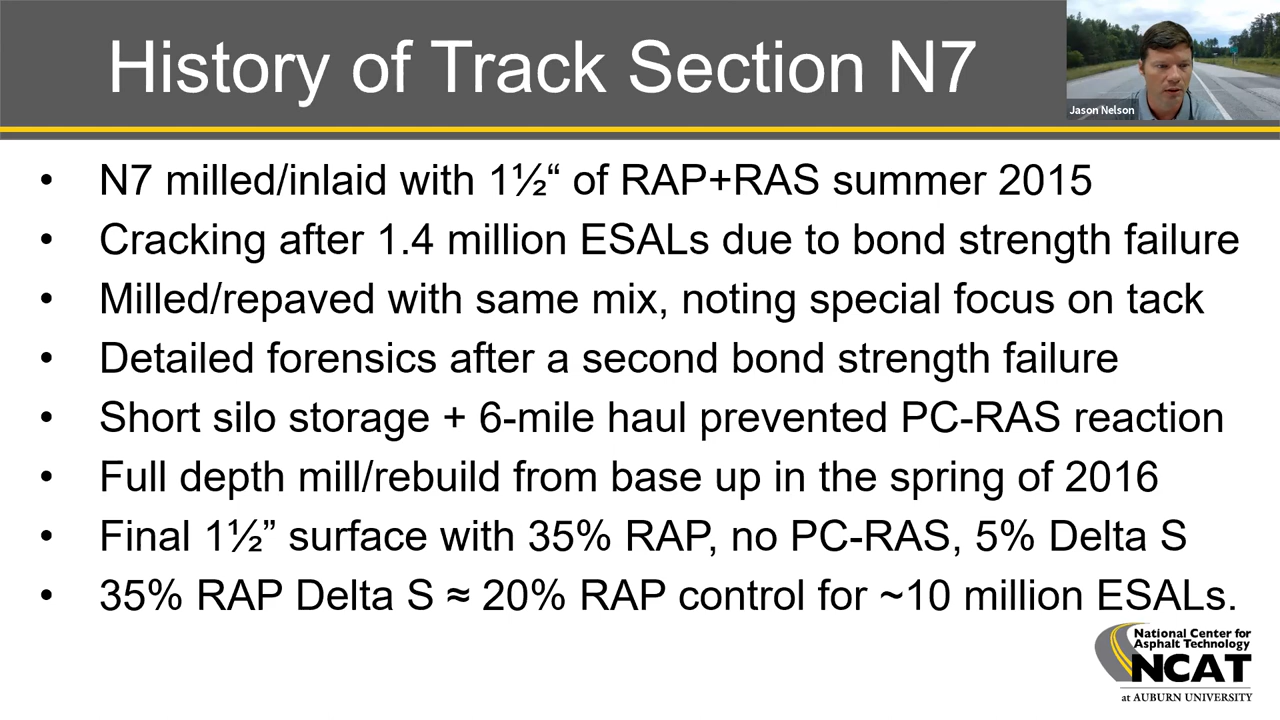 History of Track Section N7
Jason Nelson
• N7 milled/inlaid with 1½“ of RAP+RAS summer 2015
• Cracking after 1.4 million ESALs due to bond strength failure
• Milled/repaved with same mix, noting special focus on tack
• Detailed forensics after a second bond strength failure
• Short silo storage + 6-mile haul prevented PC-RAS reaction
• Full depth mill/rebuild from base up in the spring of 2016
• Final 1½” surface with 35% RAP, no PC-RAS, 5% Delta S
• 35% RAP Delta S ≈ 20% RAP control for ~10 million ESALs.
National Center for
Asphalt Technology
NCAT
at AUBURN UNIVERSITY